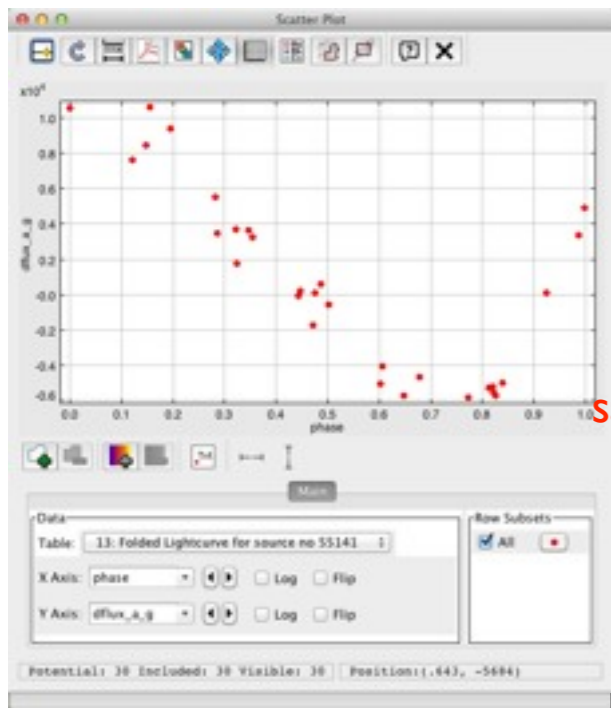 Scatter Plot
x10⁴
1.0
0.8
0.6
0.4
0.2
-0.0
-0.2
-0.4
-0.6
dflux_a_g
0.0 0.1 0.2 0.3 0.4 0.5 0.6 0.7 0.8 0.9 1.0
phase
S
Main
Data
Row Subsets
Table: 13: Folded Lightcurve for source no 55141
All
X Axis: phase Log Flip
Y Axis: dflux_a_g Log Flip
Potential: 30 Included: 30 Visible: 30 Position:(.643, -5684)